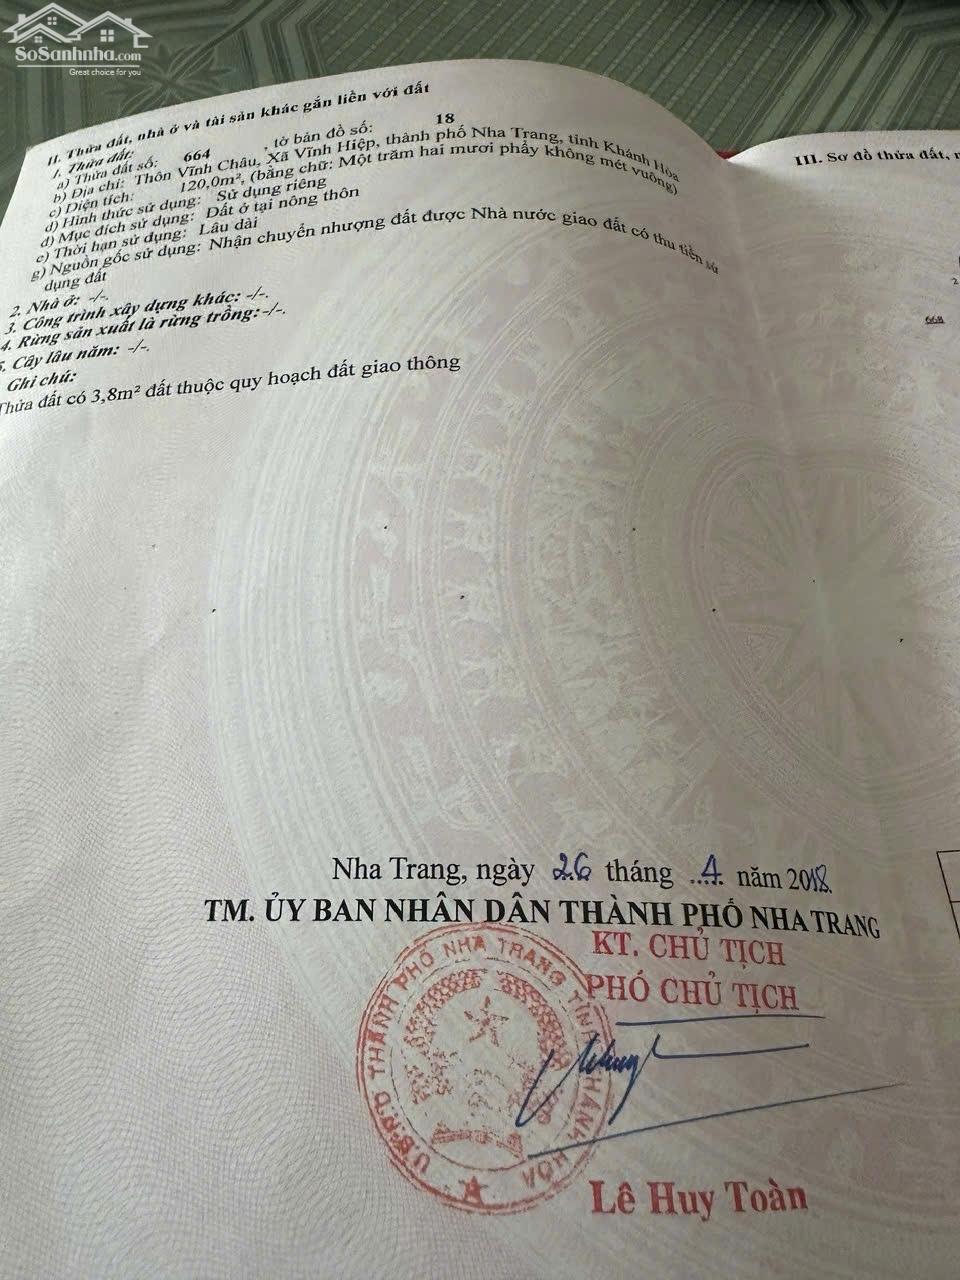 SoSanhnha.com
Great choice for you
II. Thửa đất, nhà ở và tài sản khác gắn liền với đất
1. Thửa đất:
a) Thửa đất số: 664 , tờ bản đồ số: 18
b) Địa chỉ: Thôn Vĩnh Châu, Xã Vĩnh Hiệp, thành phố Nha Trang, tỉnh Khánh Hòa
c) Diện tích: 120,0m², (bằng chữ: Một trăm hai mươi phẩy không mét vuông)
d) Hình thức sử dụng: Sử dụng riêng
đ) Mục đích sử dụng: Đất ở tại nông thôn
e) Thời hạn sử dụng: Lâu dài
g) Nguồn gốc sử dụng: Nhận chuyển nhượng đất được Nhà nước giao đất có thu tiền sử
dụng đất
2. Nhà ở: -/-.
3. Công trình xây dựng khác: -/-.
4. Rừng sản xuất là rừng trồng: -/-.
5. Cây lâu năm: -/-.
Ghi chú:
Thửa đất có 3,8m² đất thuộc quy hoạch đất giao thông
III. Sơ đồ thửa đất,
668
Nha Trang, ngày 26 tháng 4 năm 2018
TM. ỦY BAN NHÂN DÂN THÀNH PHỐ NHA TRANG
KT. CHỦ TỊCH
PHÓ CHỦ TỊCH
U.B.N.D THÀNH PHỐ NHA TRANG TỈNH KHÁNH HÒA
Lê Huy Toàn